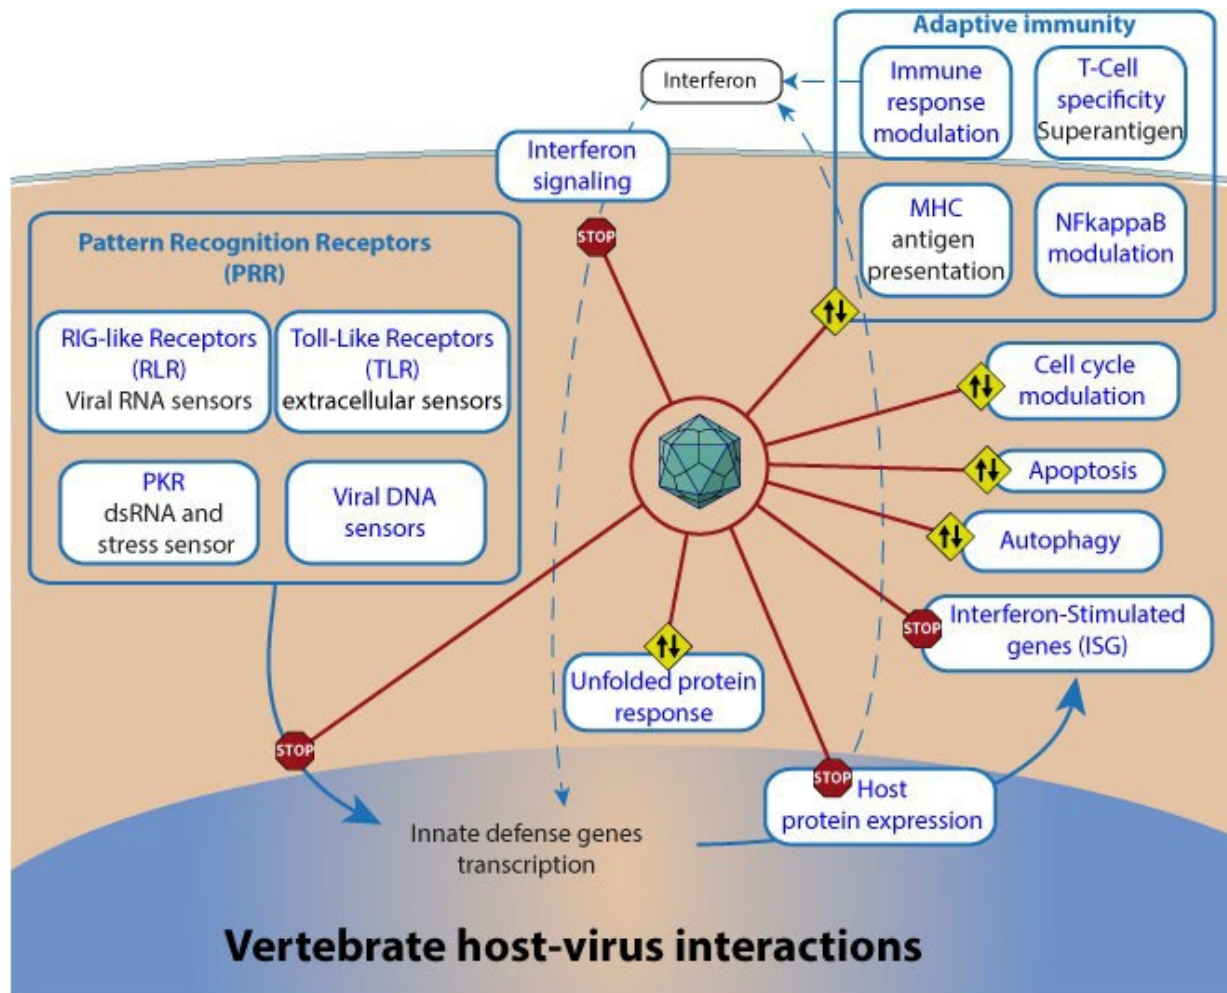 Adaptive immunity
Interferon
Immune
response
modulation
T-Cell
specificity
Superantigen
Interferon
signaling
MHC
antigen
presentation
NFkappaB
modulation
STOP
Pattern Recognition Receptors
(PRR)
RIG-like Receptors
(RLR)
Viral RNA sensors
Toll-Like Receptors
(TLR)
extracellular sensors
PKR
dsRNA and
stress sensor
Viral DNA
sensors
Cell cycle
modulation
Apoptosis
Autophagy
STOP
Interferon-Stimulated
genes (ISG)
Unfolded protein
response
STOP
STOP
Host
protein expression
Innate defense genes
transcription
Vertebrate host-virus interactions